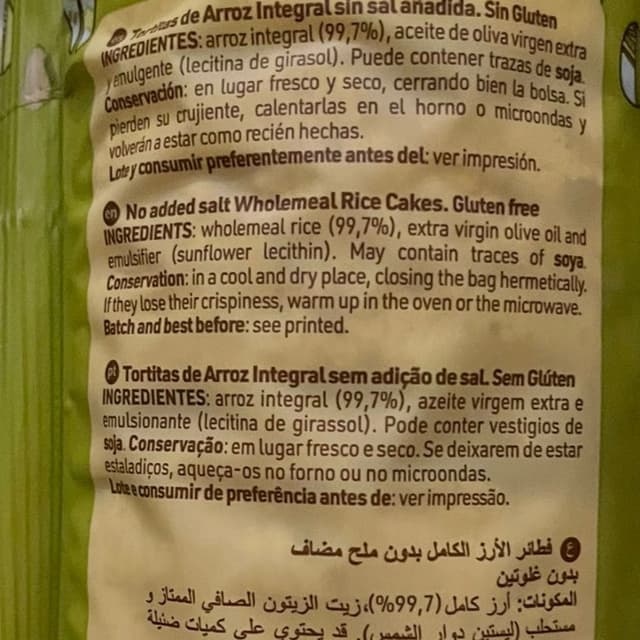 Tortitas de Arroz Integral sin sal añadida. Sin Gluten
INGREDIENTES: arroz integral (99,7%), aceite de oliva virgen extra
y emulgente (lecitina de girasol). Puede contener trazas de soja.
Conservación: en lugar fresco y seco, cerrando bien la bolsa. Si
pierden su crujiente, calentarlas en el horno o microondas y
volverán a estar como recién hechas.
Lote y consumir preferentemente antes del: ver impresión.
en No added salt Wholemeal Rice Cakes. Gluten free
INGREDIENTS: wholemeal rice (99,7%), extra virgin olive oil and
emulsifier (sunflower lecithin). May contain traces of soya.
Conservation: in a cool and dry place, closing the bag hermetically.
If they lose their crispiness, warm up in the oven or the microwave.
Batch and best before: see printed.
pt Tortitas de Arroz Integral sem adição de sal. Sem Glúten
INGREDIENTES: arroz integral (99,7%), azeite virgem extra e
emulsionante (lecitina de girassol). Pode conter vestigios de
soja. Conservação: em lugar fresco e seco. Se deixarem de estar
estaladiços, aqueça-os no forno ou no microondas.
Lote e consumir de preferência antes de: ver impressão.
ع فطائر الأرز الكامل بدون ملح مضاف
بدون غلوتين
المكونات: أرز كامل (99,7%)، زيت الزيتون الصافي الممتاز و
مستحلب (ليستين دوار الشمس). قد يحتوي على كميات ضئيلة